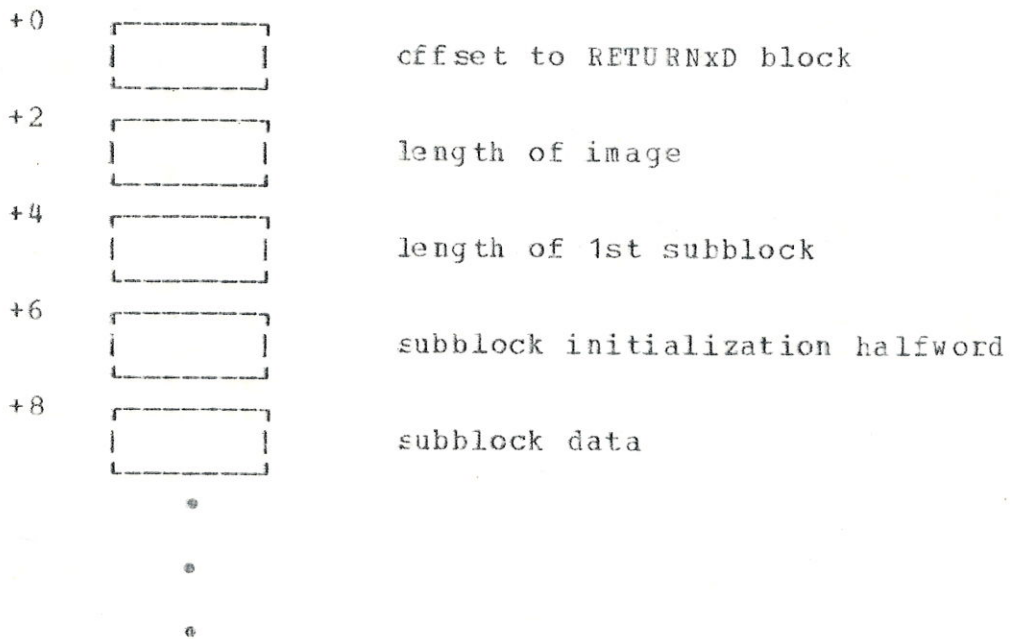 +0
offset to RETURNxD block
+2
length of image
+4
length of 1st subblock
+6
subblock initialization halfword
+8
subblock data